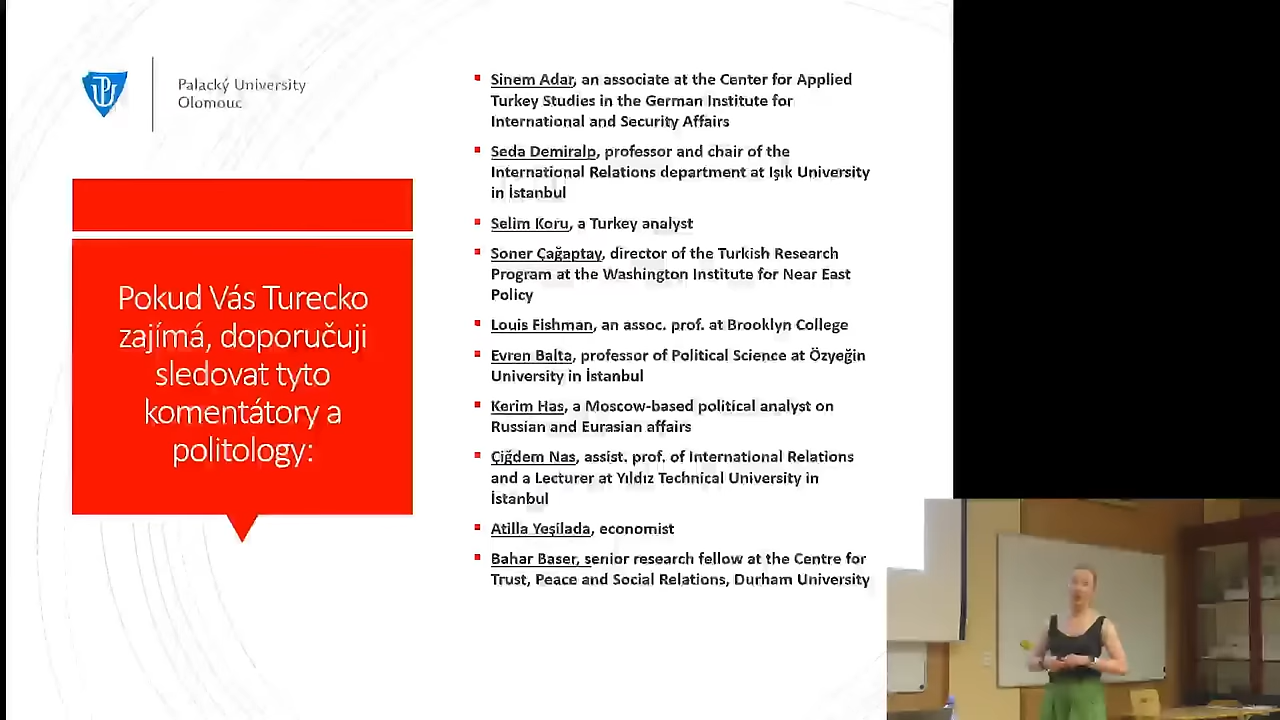 Palacký University
Olomouc
Pokud Vás Turecko
zajímá, doporučuji
sledovat tyto
komentátory a
politology:
Sinem Adar, an associate at the Center for Applied
Turkey Studies in the German Institute for
International and Security Affairs
Seda Demiralp, professor and chair of the
International Relations department at Işık University
in İstanbul
Selim Koru, a Turkey analyst
Soner Çağaptay, director of the Turkish Research
Program at the Washington Institute for Near East
Policy
Louis Fishman, an assoc. prof. at Brooklyn College
Evren Balta, professor of Political Science at Özyeğin
University in İstanbul
Kerim Has, a Moscow-based political analyst on
Russian and Eurasian affairs
Çiğdem Nas, assist. prof. of International Relations
and a Lecturer at Yıldız Technical University in
İstanbul
Atilla Yeşilada, economist
Bahar Baser, senior research fellow at the Centre for
Trust, Peace and Social Relations, Durham University